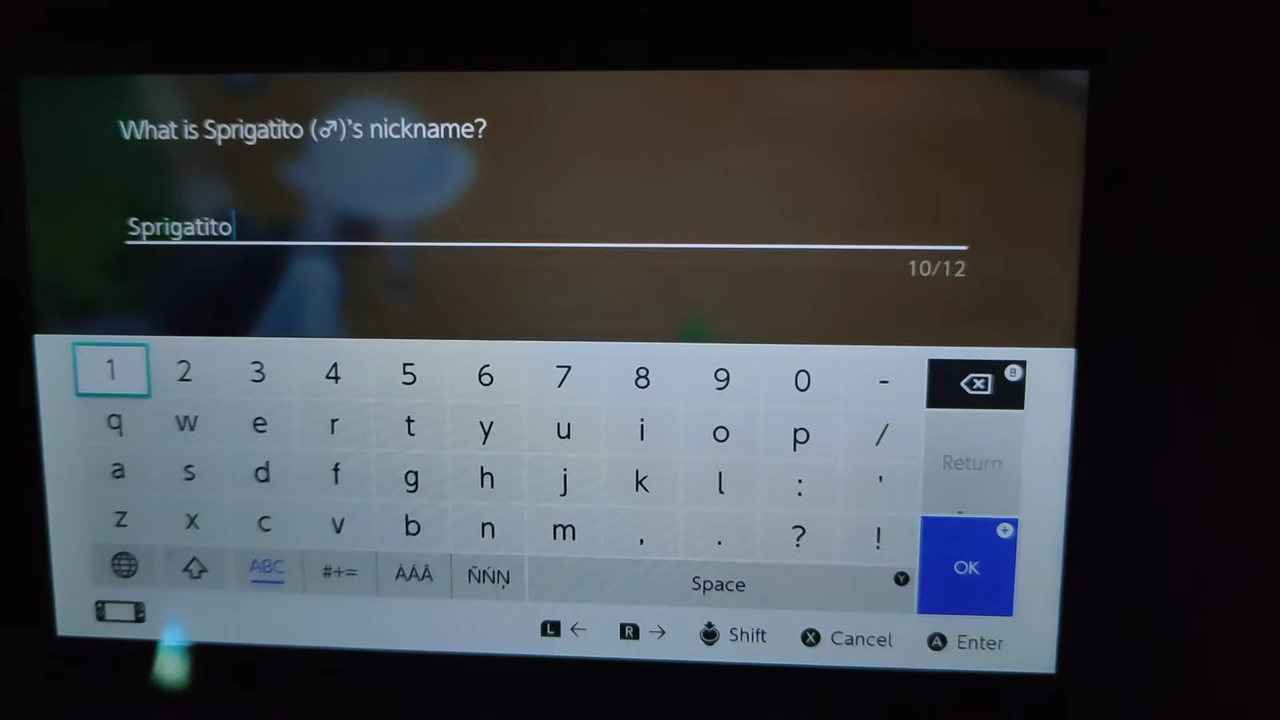 What is Sprigatito (♂)'s nickname?
Sprigatito
10/12
1 2 3 4 5 6 7 8 9 0 - B
q w e r t y u i o p /
a s d f g h j k l : ' Return
z x c v b n m , . ? ! +
ABC #+= ÀÁÂ ÑŃŅ Space Y OK
L ← R → Shift X Cancel A Enter